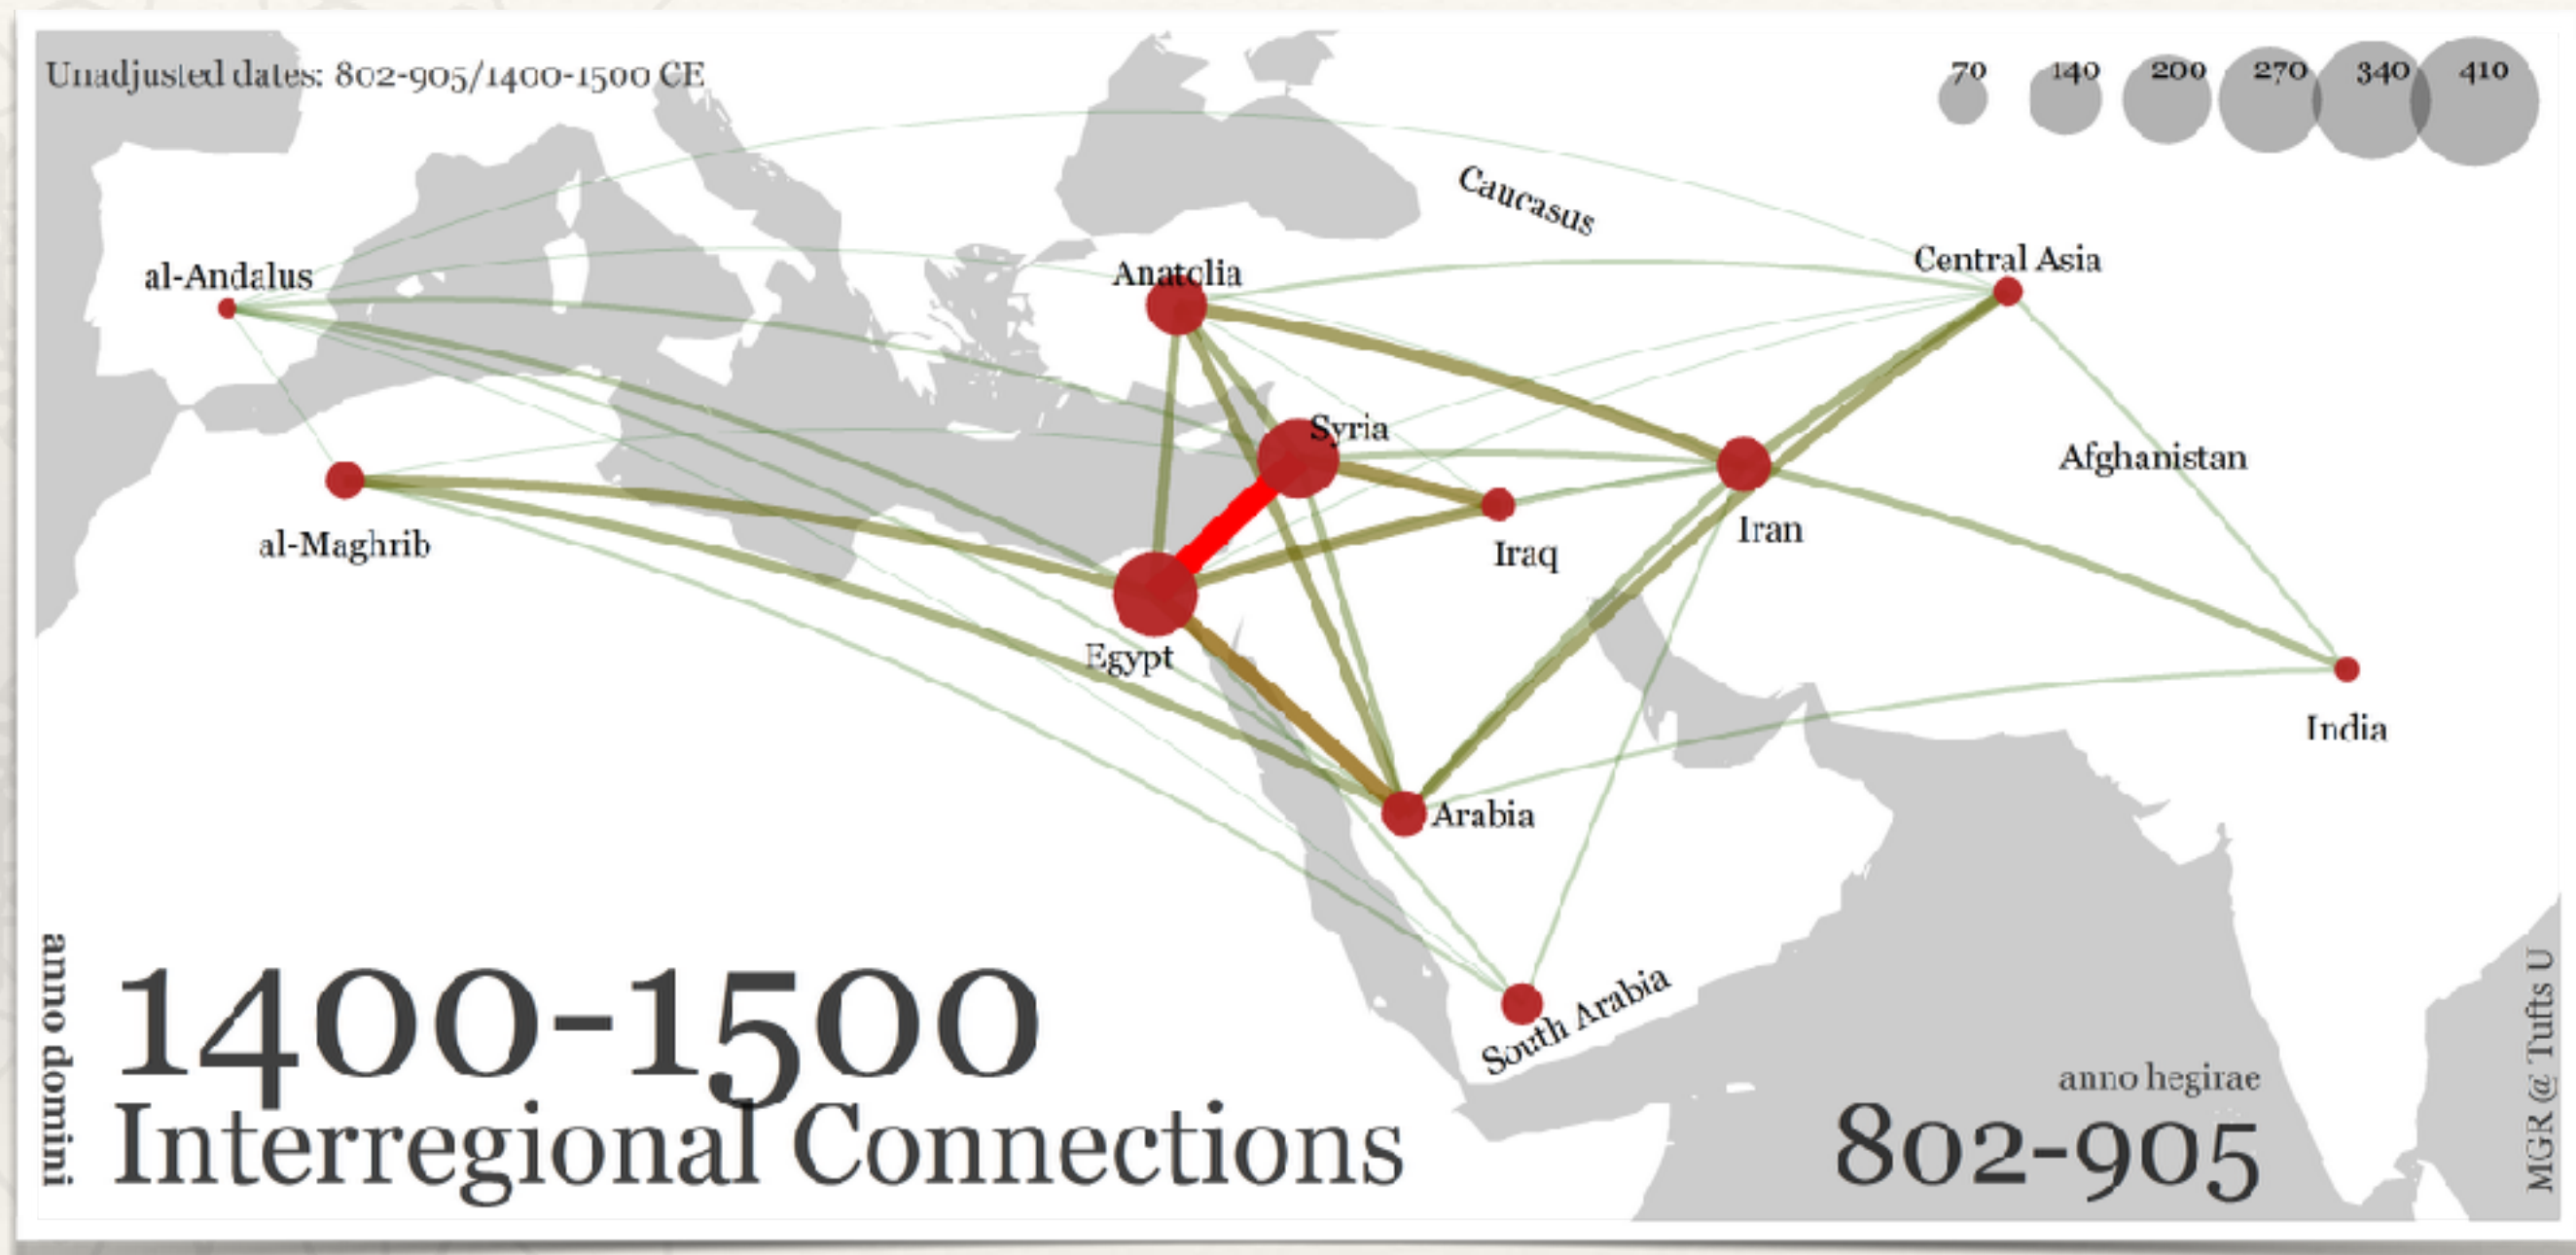 Unadjusted dates: 802-905/1400-1500 CE
70 140 200 270 340 410
Caucasus
al-Andalus
Anatolia
Central Asia
Syria
Afghanistan
al-Maghrib
Iraq
Iran
Egypt
India
Arabia
South Arabia
anno domini
1400-1500
Interregional Connections
anno hegirae
802-905
MGR @ Tufts U